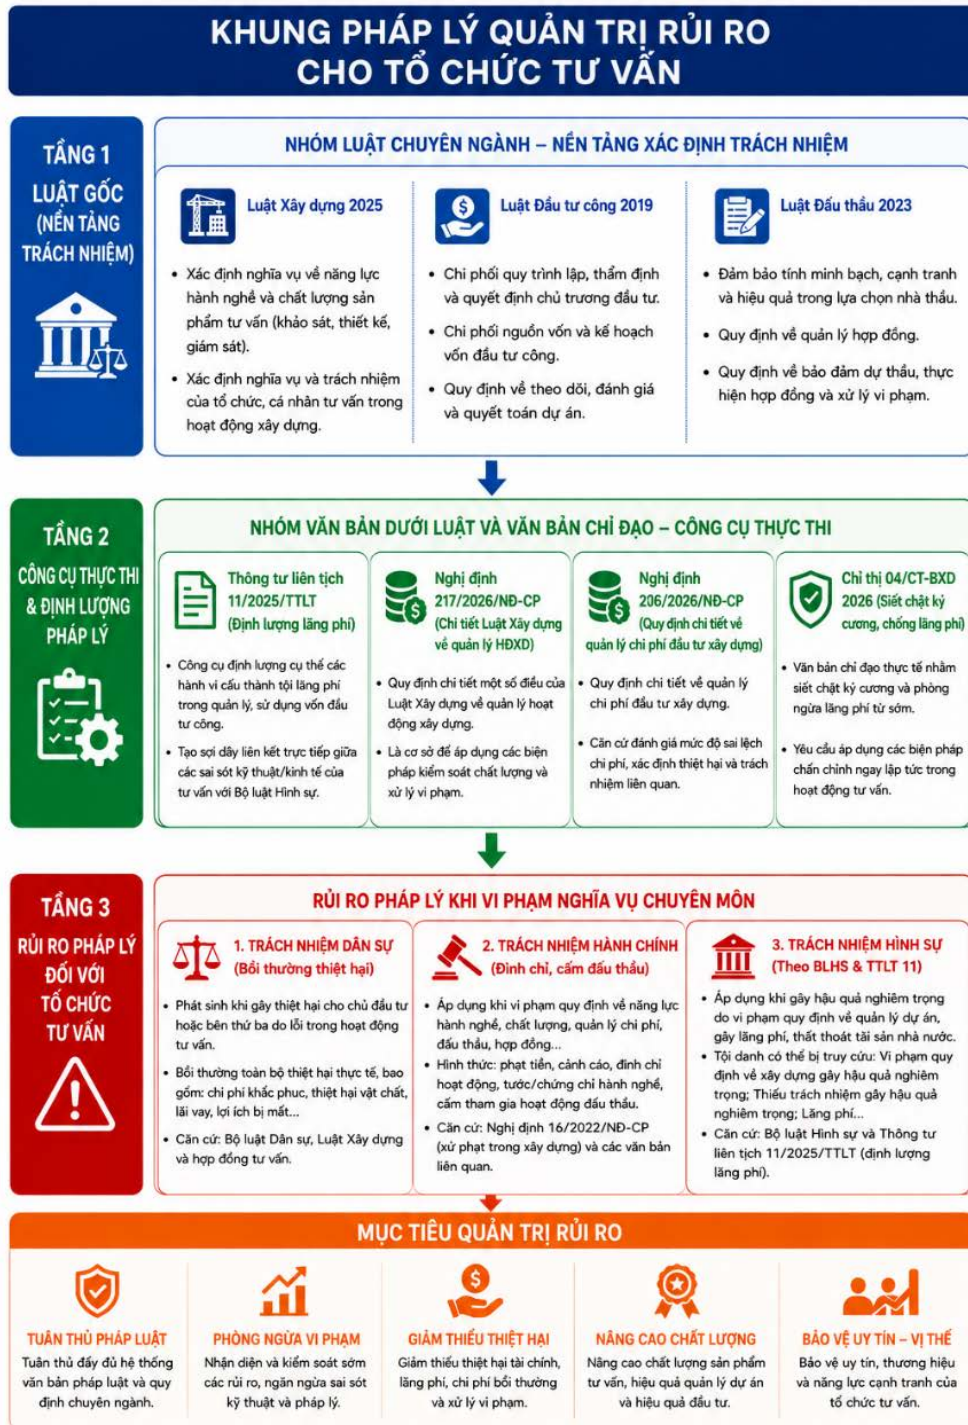 KHUNG PHÁP LÝ QUẢN TRỊ RỦI RO
CHO TỔ CHỨC TƯ VẤN
TẦNG 1
LUẬT GỐC
(NỀN TẢNG
TRÁCH NHIỆM)
NHÓM LUẬT CHUYÊN NGÀNH – NỀN TẢNG XÁC ĐỊNH TRÁCH NHIỆM
Luật Xây dựng 2025
• Xác định nghĩa vụ về năng lực
hành nghề và chất lượng sản
phẩm tư vấn (khảo sát, thiết kế,
giám sát).
• Xác định nghĩa vụ và trách nhiệm
của tổ chức, cá nhân tư vấn trong
hoạt động xây dựng.
Luật Đầu tư công 2019
• Chi phối quy trình lập, thẩm định
và quyết định chủ trương đầu tư.
• Chi phối nguồn vốn và kế hoạch
vốn đầu tư công.
• Quy định về theo dõi, đánh giá
và quyết toán dự án.
Luật Đấu thầu 2023
• Đảm bảo tính minh bạch, cạnh tranh
và hiệu quả trong lựa chọn nhà thầu.
• Quy định về quản lý hợp đồng.
• Quy định về bảo đảm dự thầu, thực
hiện hợp đồng và xử lý vi phạm.
TẦNG 2
CÔNG CỤ THỰC THI
& ĐỊNH LƯỢNG
PHÁP LÝ
NHÓM VĂN BẢN DƯỚI LUẬT VÀ VĂN BẢN CHỈ ĐẠO – CÔNG CỤ THỰC THI
Thông tư liên tịch
11/2025/TTLT
(Định lượng lãng phí)
• Công cụ định lượng cụ thể các
hành vi cấu thành tội lãng phí
trong quản lý, sử dụng vốn đầu
tư công.
• Tạo sợi dây liên kết trực tiếp giữa
các sai sót kỹ thuật/kinh tế của
tư vấn với Bộ luật Hình sự.
Nghị định
217/2026/NĐ-CP
(Chi tiết Luật Xây dựng
về quản lý HĐXD)
• Quy định chi tiết một số điều của
Luật Xây dựng về quản lý hoạt
động xây dựng.
• Là cơ sở để áp dụng các biện
pháp kiểm soát chất lượng và
xử lý vi phạm.
Nghị định
206/2026/NĐ-CP
(Quy định chi tiết về
quản lý chi phí đầu tư xây dựng)
• Quy định chi tiết về quản lý
chi phí đầu tư xây dựng.
• Căn cứ đánh giá mức độ sai lệch
chi phí, xác định thiệt hại và trách
nhiệm liên quan.
Chỉ thị 04/CT-BXD
2026 (Siết chặt kỷ
cương, chống lãng phí)
• Văn bản chỉ đạo thực tế nhằm
siết chặt kỷ cương và phòng
ngừa lãng phí từ sớm.
• Yêu cầu áp dụng các biện pháp
chấn chỉnh ngay lập tức trong
hoạt động tư vấn.
TẦNG 3
RỦI RO PHÁP LÝ
ĐỐI VỚI
TỔ CHỨC
TƯ VẤN
RỦI RO PHÁP LÝ KHI VI PHẠM NGHĨA VỤ CHUYÊN MÔN
1. TRÁCH NHIỆM DÂN SỰ
(Bồi thường thiệt hại)
• Phát sinh khi gây thiệt hại cho chủ đầu tư
hoặc bên thứ ba do lỗi trong hoạt động
tư vấn.
• Bồi thường toàn bộ thiệt hại thực tế, bao
gồm: chi phí khắc phục, thiệt hại vật chất,
lãi vay, lợi ích bị mất...
• Căn cứ: Bộ luật Dân sự, Luật Xây dựng
và hợp đồng tư vấn.
2. TRÁCH NHIỆM HÀNH CHÍNH
(Đình chỉ, cấm đấu thầu)
• Áp dụng khi vi phạm quy định về năng lực
hành nghề, chất lượng, quản lý chi phí,
đấu thầu, hợp đồng...
• Hình thức: phạt tiền, cảnh cáo, đình chỉ
hoạt động, tước/chứng chỉ hành nghề,
cấm tham gia hoạt động đấu thầu.
• Căn cứ: Nghị định 16/2022/NĐ-CP
(xử phạt trong xây dựng) và các văn bản
liên quan.
3. TRÁCH NHIỆM HÌNH SỰ
(Theo BLHS & TTLT 11)
• Áp dụng khi gây hậu quả nghiêm trọng
do vi phạm quy định về quản lý dự án,
gây lãng phí, thất thoát tài sản nhà nước.
• Tội danh có thể bị truy cứu: Vi phạm quy
định về xây dựng gây hậu quả nghiêm
trọng; Thiếu trách nhiệm gây hậu quả
nghiêm trọng; Lãng phí...
• Căn cứ: Bộ luật Hình sự và Thông tư
liên tịch 11/2025/TTLT (định lượng
lãng phí).
MỤC TIÊU QUẢN TRỊ RỦI RO
TUÂN THỦ PHÁP LUẬT
Tuân thủ đầy đủ hệ thống
văn bản pháp luật và quy
định chuyên ngành.
PHÒNG NGỪA VI PHẠM
Nhận diện và kiểm soát sớm
các rủi ro, ngăn ngừa sai sót
kỹ thuật và pháp lý.
GIẢM THIỂU THIỆT HẠI
Giảm thiểu thiệt hại tài chính,
lãng phí, chi phí bồi thường
và xử lý vi phạm.
NÂNG CAO CHẤT LƯỢNG
Nâng cao chất lượng sản phẩm
tư vấn, hiệu quả quản lý dự án
và hiệu quả đầu tư.
BẢO VỆ UY TÍN – VỊ THẾ
Bảo vệ uy tín, thương hiệu
và năng lực cạnh tranh của
tổ chức tư vấn.